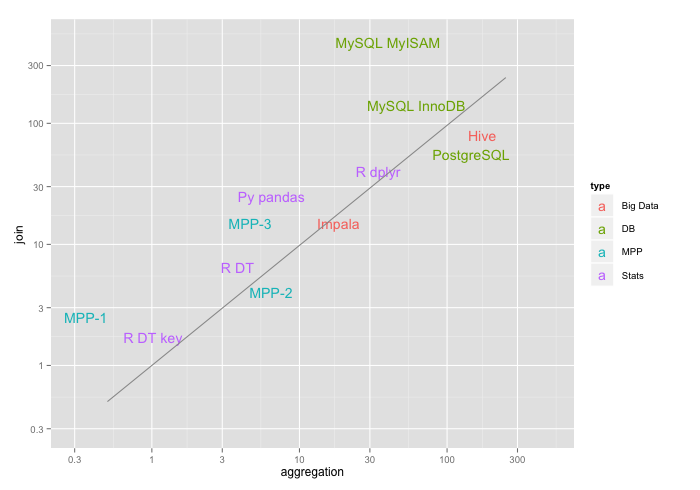 MySQL MyISAM
300
MySQL InnoDB
100
Hive
PostgreSQL
R dplyr
30
Py pandas
MPP-3
Impala
10
R DT
MPP-2
3
MPP-1
R DT key
1
0.3
join
0.3 1 3 10 30 100 300
aggregation
type
a Big Data
a DB
a MPP
a Stats